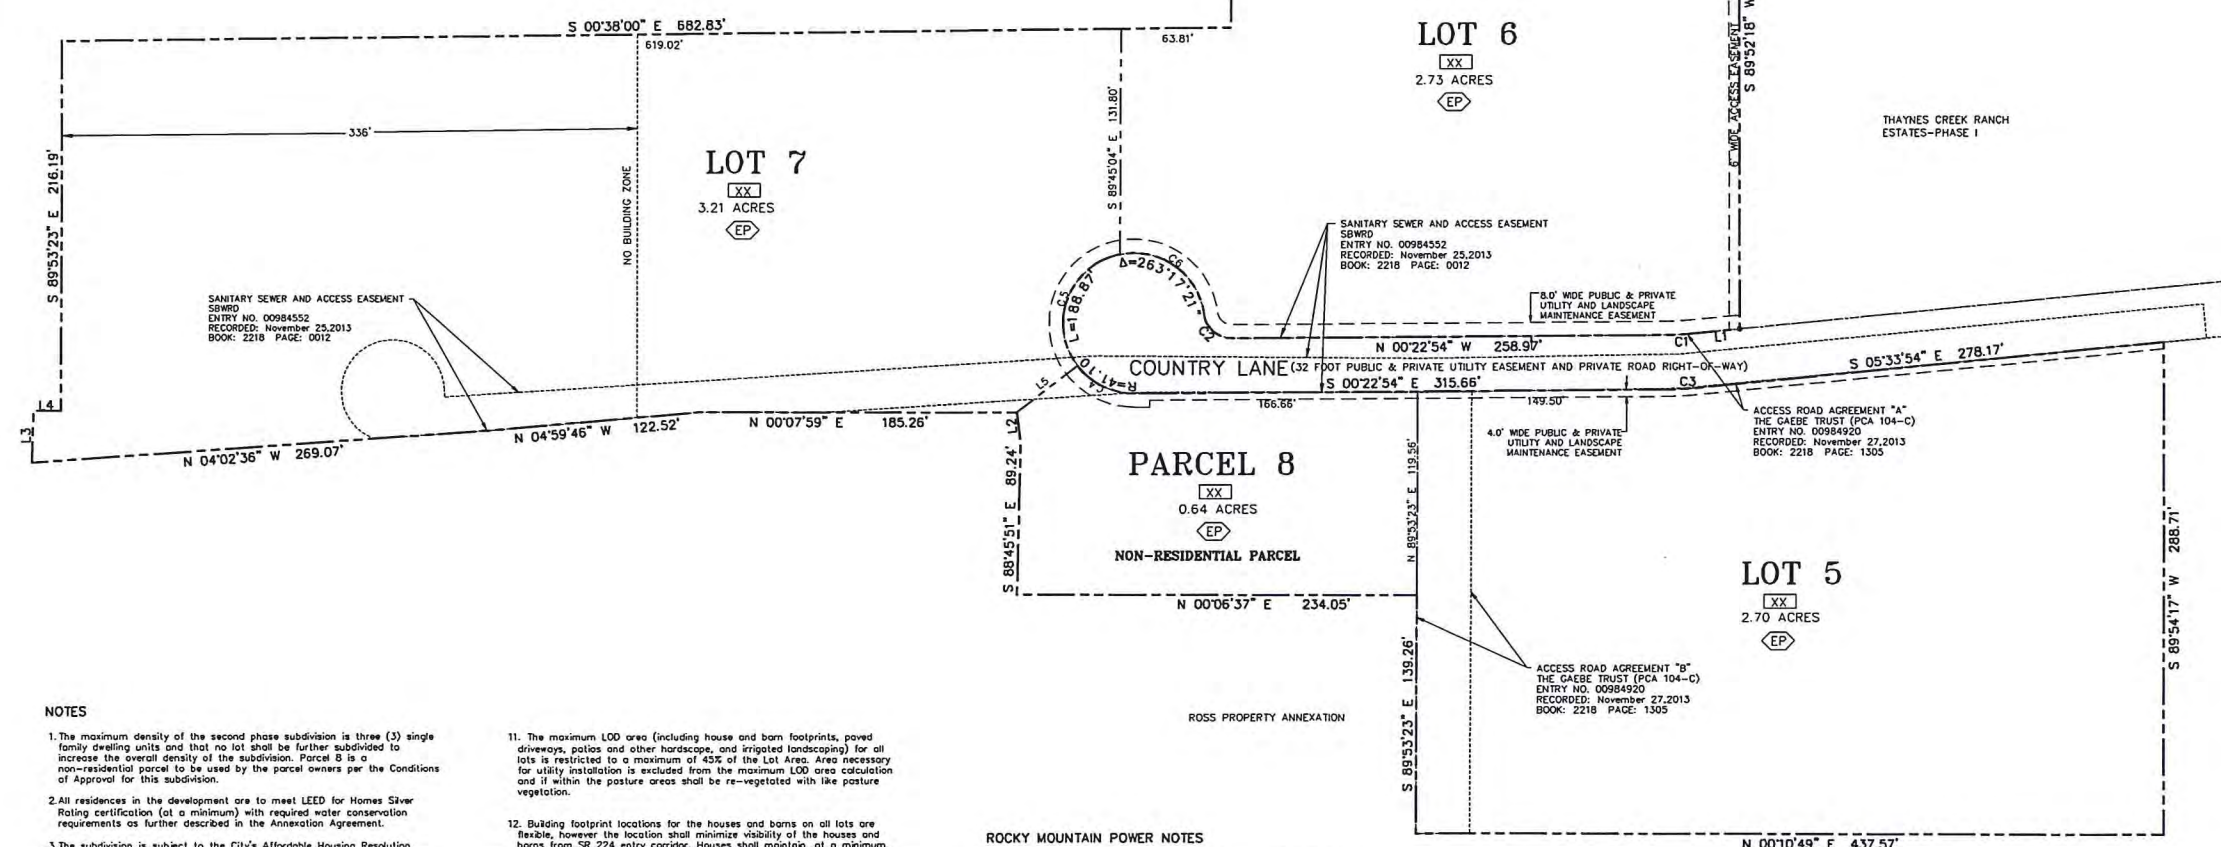 S 00°38'00" E 682.83'
619.02'
63.81'
LOT 6
XX
2.73 ACRES
EP
6' WIDE ACCESS EASEMENT
S 89°52'18" W
THAYNES CREEK RANCH
ESTATES-PHASE I
336'
S 89°53'23" E 216.19'
NO BUILDING ZONE
LOT 7
XX
3.21 ACRES
EP
S 89°45'04" E 131.80'
SANITARY SEWER AND ACCESS EASEMENT
SBWRD
ENTRY NO. 00984552
RECORDED: November 25,2013
BOOK: 2218 PAGE: 0012
SANITARY SEWER AND ACCESS EASEMENT
SBWRD
ENTRY NO. 00984552
RECORDED: November 25,2013
BOOK: 2218 PAGE: 0012
C6
Δ=263°17'21"
C5
L=188.87'
C2
R=41.10
C4
8.0' WIDE PUBLIC & PRIVATE
UTILITY AND LANDSCAPE
MAINTENANCE EASEMENT
N 00°22'54" W 258.97'
C1
L1
COUNTRY LANE (32 FOOT PUBLIC & PRIVATE UTILITY EASEMENT AND PRIVATE ROAD RIGHT-OF-WAY)
S 00°22'54" E 315.66'
C3
S 05°33'54" E 278.17'
166.66'
149.50'
L5
L4
L3
L2
N 04°02'36" W 269.07'
N 04°59'46" W 122.52'
N 00°07'59" E 185.26'
4.0' WIDE PUBLIC & PRIVATE
UTILITY AND LANDSCAPE
MAINTENANCE EASEMENT
ACCESS ROAD AGREEMENT "A"
THE GAEBE TRUST (PCA 104-C)
ENTRY NO. 00984920
RECORDED: November 27,2013
BOOK: 2218 PAGE: 1305
S 88°45'51" E 89.24'
PARCEL 8
XX
0.64 ACRES
EP
NON-RESIDENTIAL PARCEL
N 89°53'23" E 119.56'
N 00°06'37" E 234.05'
LOT 5
XX
2.70 ACRES
EP
S 89°54'17" W 288.71'
S 89°53'23" E 139.26'
ACCESS ROAD AGREEMENT "B"
THE GAEBE TRUST (PCA 104-C)
ENTRY NO. 00984920
RECORDED: November 27,2013
BOOK: 2218 PAGE: 1305
ROSS PROPERTY ANNEXATION
N 00°10'49" E 437.57'
NOTES
1. The maximum density of the second phase subdivision is three (3) single
family dwelling units and that no lot shall be further subdivided to
increase the overall density of the subdivision. Parcel 8 is a
non-residential parcel to be used by the parcel owners per the Conditions
of Approval for this subdivision.
2. All residences in the development are to meet LEED for Homes Silver
Rating certification (at a minimum) with required water conservation
requirements as further described in the Annexation Agreement.
3. The subdivision is subject to the City's Affordable Housing Resolution
11. The maximum LOD area (including house and barn footprints, paved
driveways, patios and other hardscape, and irrigated landscaping) for all
lots is restricted to a maximum of 45% of the Lot Area. Area necessary
for utility installation is excluded from the maximum LOD area calculation
and if within the pasture areas shall be re-vegetated with like pasture
vegetation.
12. Building footprint locations for the houses and barns on all lots are
flexible, however the location shall minimize visibility of the houses and
barns from SR 224 entry corridor. Houses shall maintain, at a minimum
ROCKY MOUNTAIN POWER NOTES